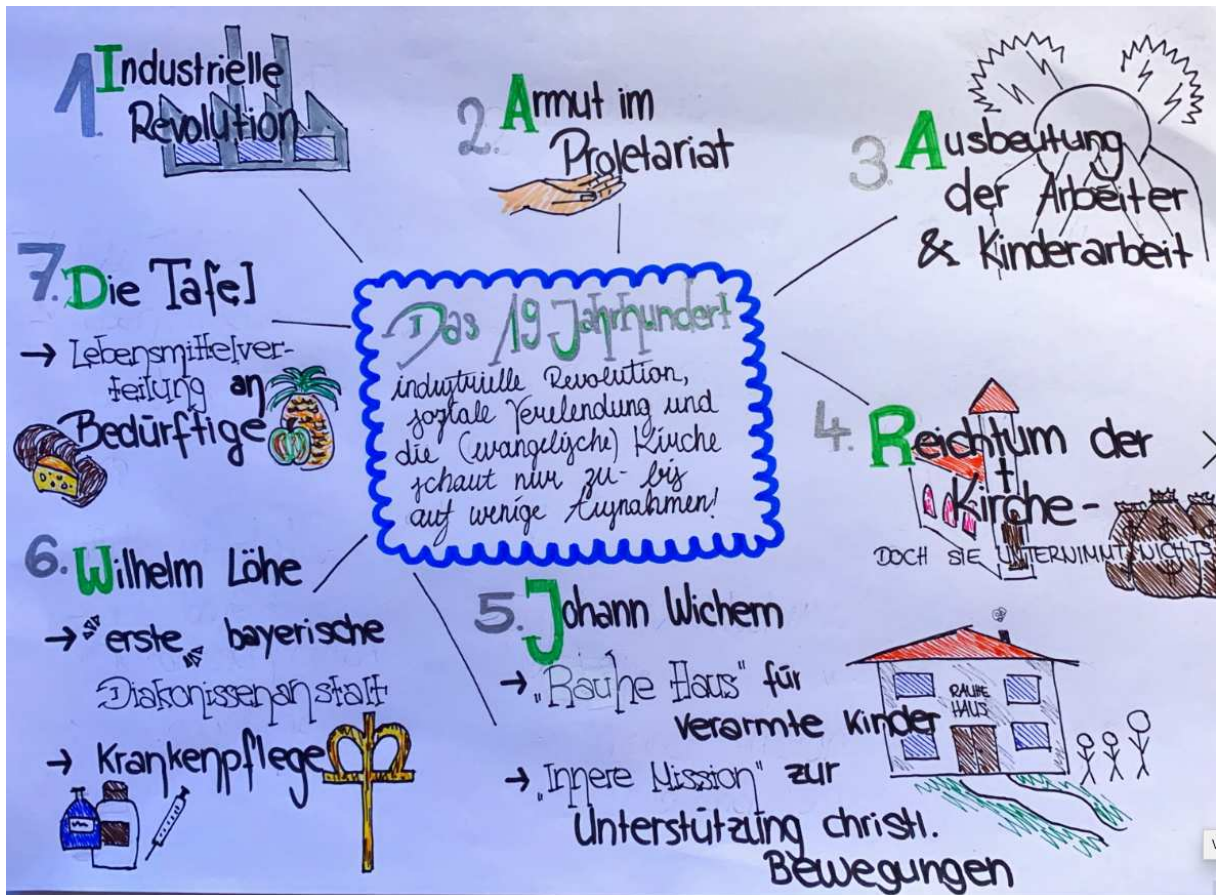 Das 19 Jahrhundert
industrielle Revolution,
soziale Verelendung und
die (evangelische) Kirche
schaut nur zu- bis
auf wenige Ausnahmen!
1. Industrielle
Revolution
2. Armut im
Proletariat
3. Ausbeutung
der Arbeiter
& Kinderarbeit
4. Reichtum der
Kirche-
DOCH SIE UNTERNIMMT NICHTS
5. Johann Wichern
→ „Rauhe Haus" für
verarmte Kinder
→ „Innere Mission" zur
Unterstützung christl.
Bewegungen
RAUHE
HAUS
6. Wilhelm Löhe
→ "erste" bayerische
Diakonissenanstalt
→ Krankenpflege
7. Die Tafel
→ Lebensmittelver-
teilung an
Bedürftige